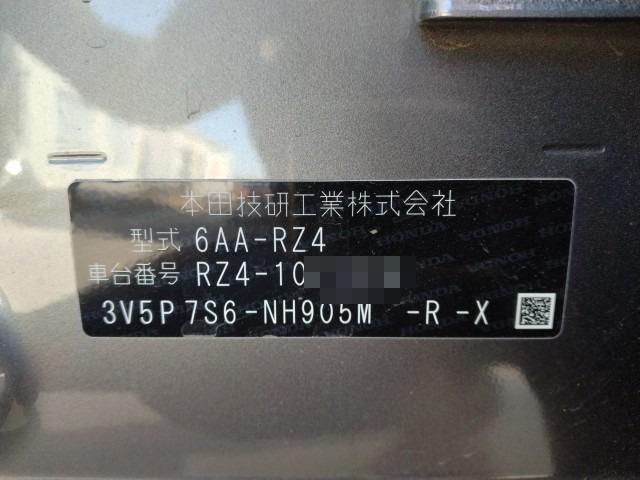 本田技研工業株式会社
型式 6AA-RZ4
車台番号 RZ4-10
3V5P 7S6-NH905M -R -X